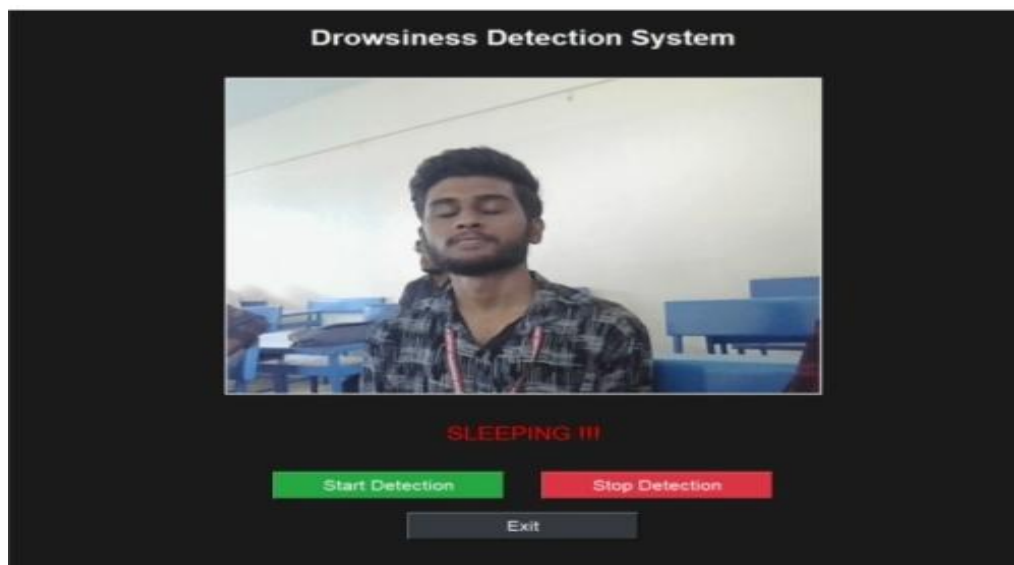 Drowsiness Detection System
SLEEPING !!!
Start Detection Stop Detection
Exit